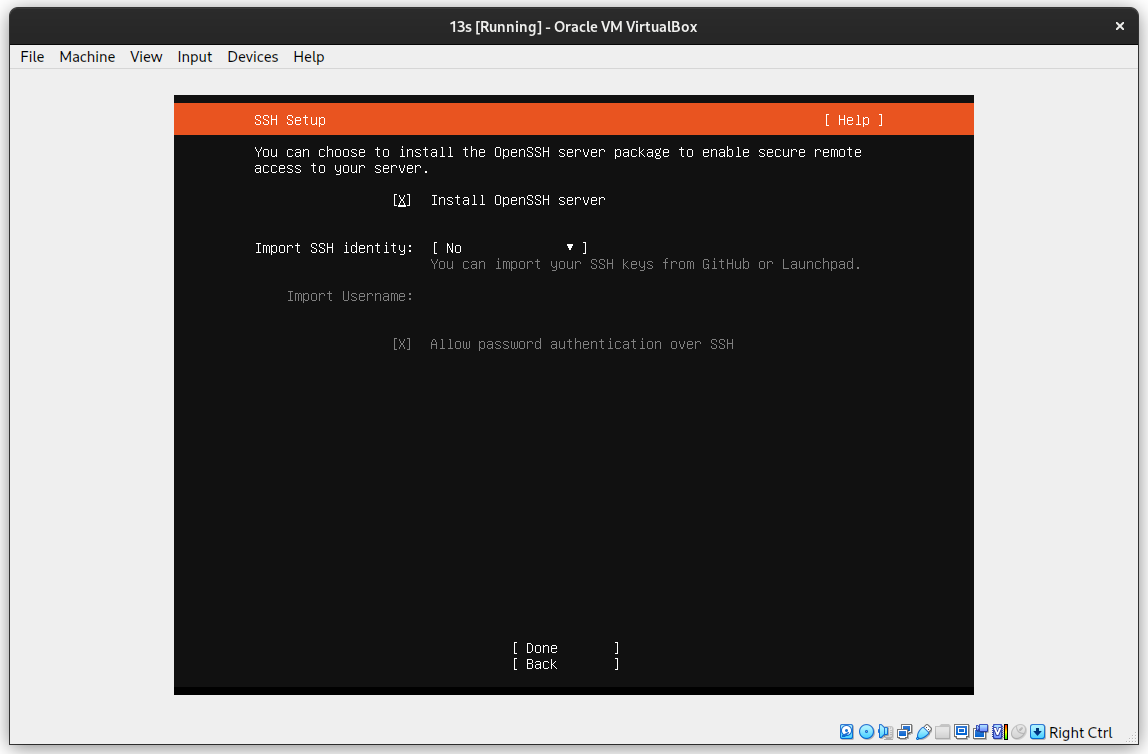 13s [Running] - Oracle VM VirtualBox ×
File Machine View Input Devices Help
SSH Setup [ Help ]
You can choose to install the OpenSSH server package to enable secure remote
access to your server.
[X] Install OpenSSH server
Import SSH identity: [ No ▾ ]
You can import your SSH keys from GitHub or Launchpad.
Import Username:
[X] Allow password authentication over SSH
[ Done ]
[ Back ]
Right Ctrl